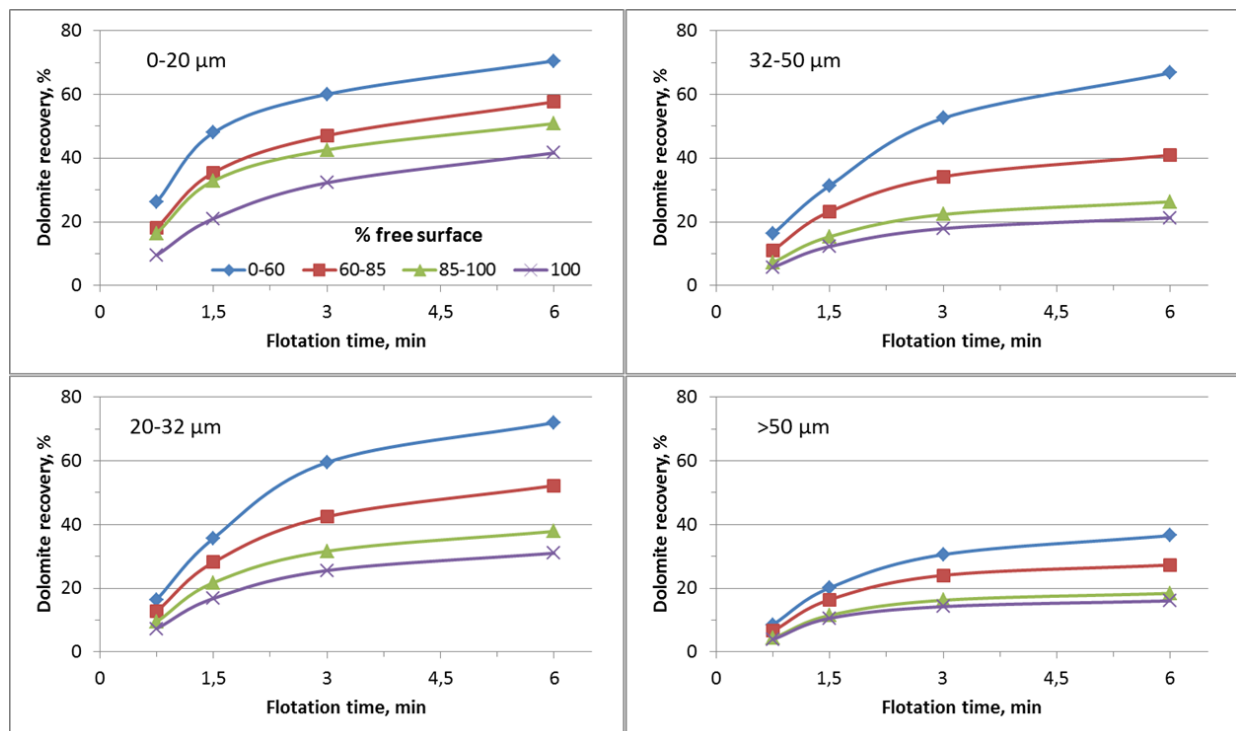 80
60
40
20
0
Dolomite recovery, %
0-20 µm
% free surface
0-60 60-85 85-100 100
0 1,5 3 4,5 6
Flotation time, min
80
60
40
20
0
Dolomite recovery, %
32-50 µm
0 1,5 3 4,5 6
Flotation time, min
80
60
40
20
0
Dolomite recovery, %
20-32 µm
0 1,5 3 4,5 6
Flotation time, min
80
60
40
20
0
Dolomite recovery, %
>50 µm
0 1,5 3 4,5 6
Flotation time, min